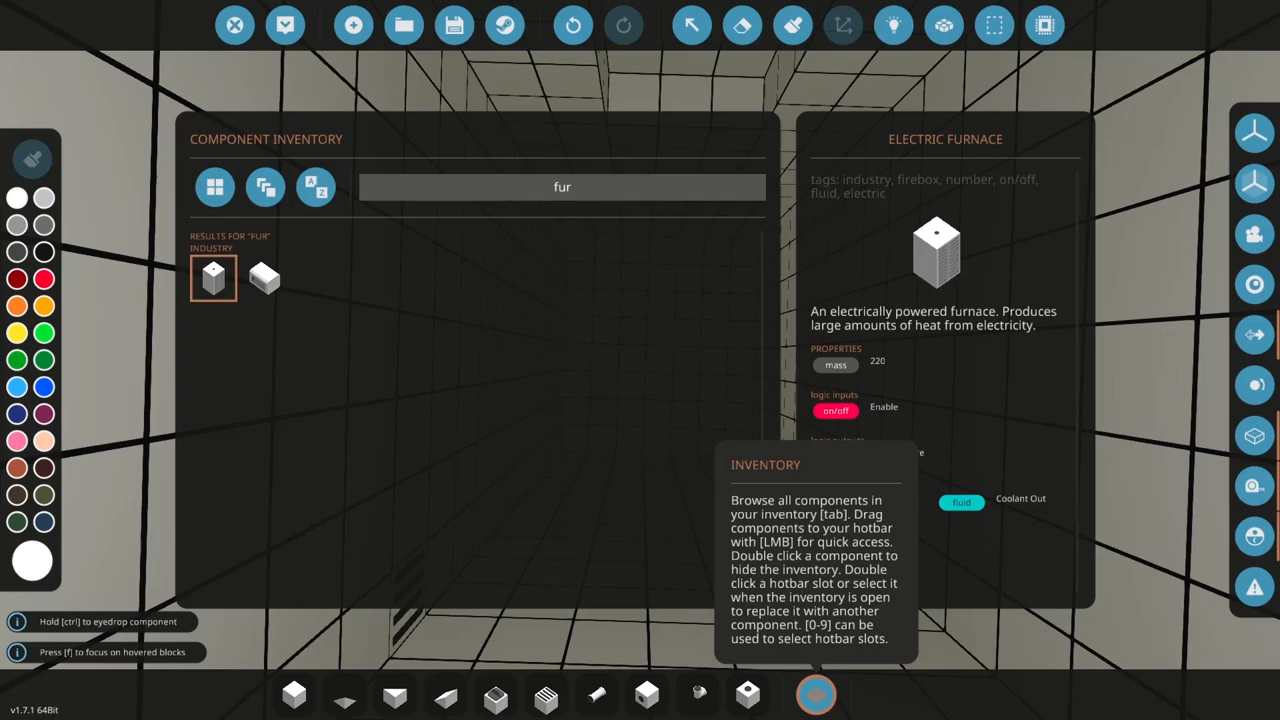 COMPONENT INVENTORY
A
Z
fur
RESULTS FOR "FUR"
INDUSTRY
ELECTRIC FURNACE
tags: industry, firebox, number, on/off,
fluid, electric
An electrically powered furnace. Produces
large amounts of heat from electricity.
PROPERTIES
mass 220
logic inputs
on/off Enable
fluid Coolant Out
INVENTORY
Browse all components in
your inventory [tab]. Drag
components to your hotbar
with [LMB] for quick access.
Double click a component to
hide the inventory. Double
click a hotbar slot or select it
when the inventory is open
to replace it with another
component. [0-9] can be
used to select hotbar slots.
Hold [ctrl] to eyedrop component
Press [f] to focus on hovered blocks
v1.7.1 64Bit